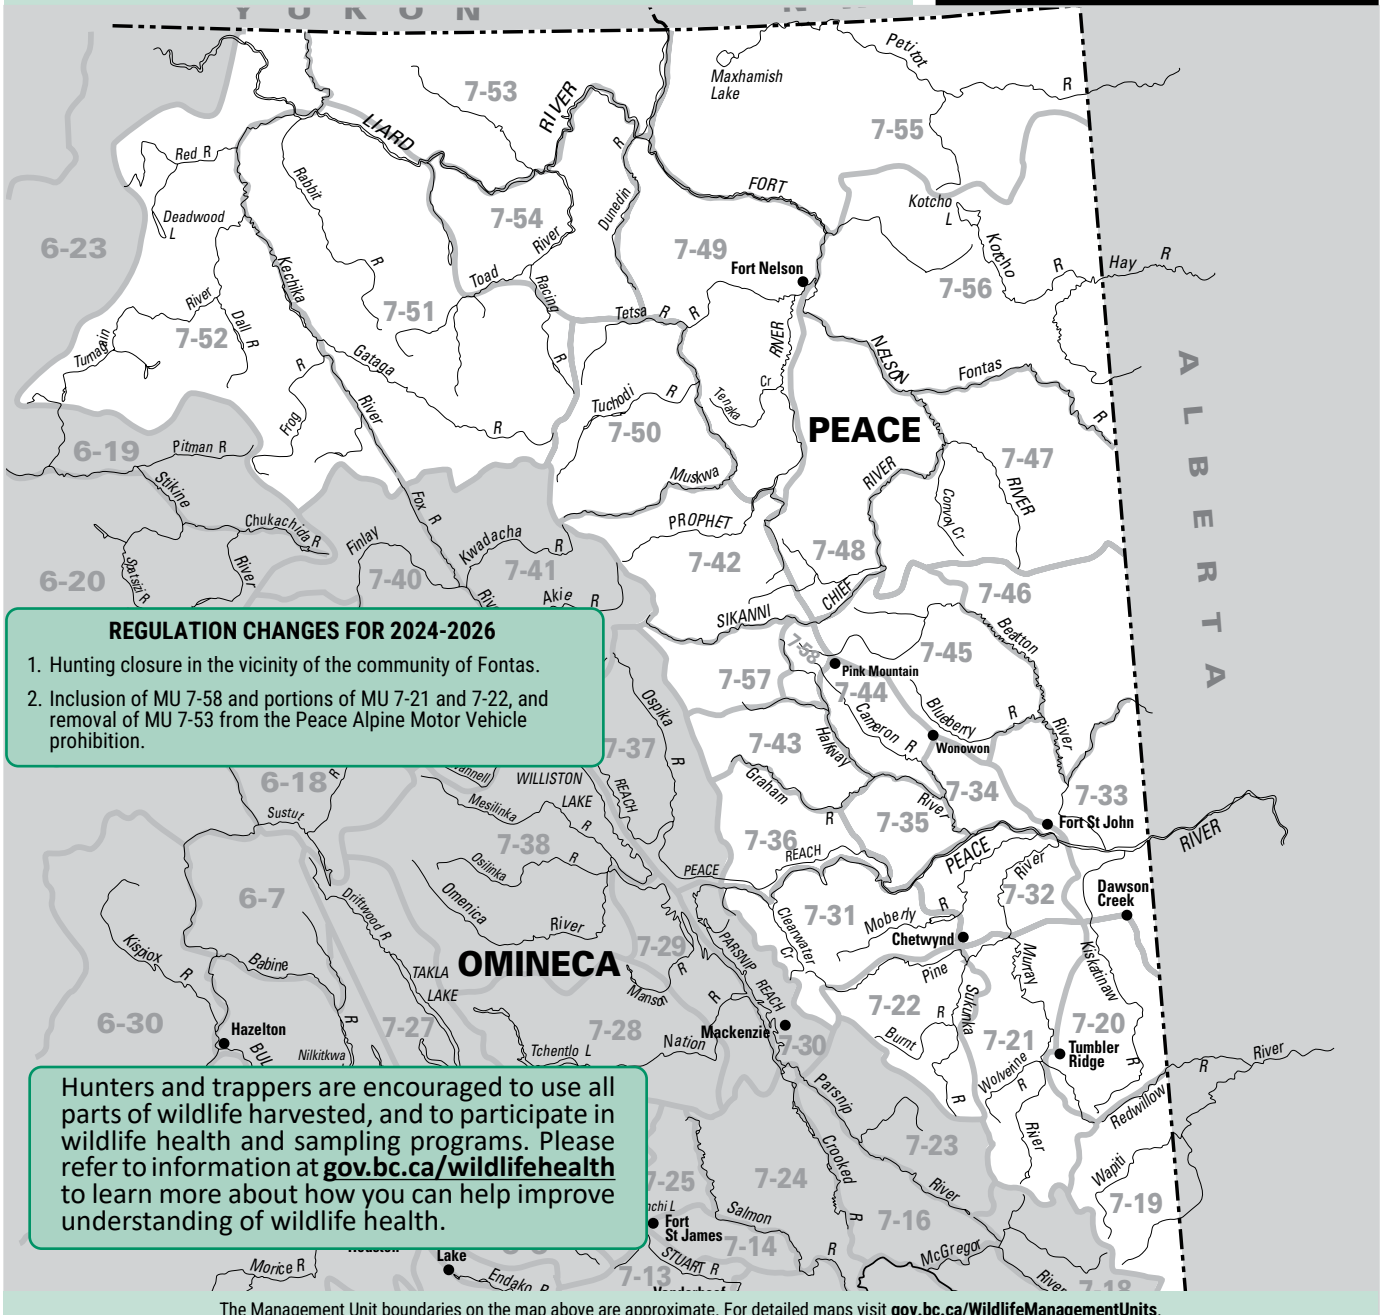 Y U K O N
Petitot
R
Maxhamish
Lake
7-53
RIVER
LIARD
7-55
Red R
Rabbit
R
FORT
Deadwood
L
Dunedin
R
Kotcho
L
7-54
6-23
River
7-49
Kotcho
R
Hay
R
Fort Nelson
Kechika
Toad
Racing
R
7-56
River
7-51
Tetsa R
R
7-52
Dall R
RIVER
A L B E R T A
Gataga
R
NELSON
Fontas
R
Frog
R
River
Tuchodi
R
Tenaka
Cr
PEACE
7-50
6-19
Pitman R
7-47
RIVER
Stikine
Muskwa
RIVER
Fox R
Convoy Cr
Chukachida R
PROPHET
Finlay
Kwadacha
R
7-48
7-42
River
7-41
6-20
7-40
Spatsizi R
Akie
R
CHIEF
7-46
SIKANNI
Beatton
River
REGULATION CHANGES FOR 2024-2026
1. Hunting closure in the vicinity of the community of Fontas.
2. Inclusion of MU 7-58 and portions of MU 7-21 and 7-22, and
removal of MU 7-53 from the Peace Alpine Motor Vehicle
prohibition.
7-58
7-45
Pink Mountain
7-57
7-44
Ospika
R
Blueberry
R
Cameron R
7-43
Halfway
River
Wonowon
7-37
REACH
WILLISTON
LAKE
6-18
R
Graham
R
7-34
7-33
Mesilinka
R
Fort St John
Sustut
7-35
7-38
7-36
REACH
PEACE
RIVER
Osilinka
R
PEACE
River
Dawson
Creek
7-32
6-7
Omenica
River
Driftwood R
7-31
Moberly
R
Clearwater
Cr
Chetwynd
Kispiox
R
7-29
PARSNIP
REACH
Murray
Kiskatinaw
R
Babine
R
OMINECA
TAKLA
LAKE
Pine
R
Manson
R
Sukunka
R
7-22
6-30
7-20
7-27
7-28
Hazelton
Mackenzie
Burnt
7-21
BUL
Nation
R
7-30
Tumbler
Ridge
Nilkitkwa
Tchentlo L
River
R
Wolverine
R
Parsnip
River
Redwillow
Hunters and trappers are encouraged to use all
parts of wildlife harvested, and to participate in
wildlife health and sampling programs. Please
refer to information at gov.bc.ca/wildlifehealth
to learn more about how you can help improve
understanding of wildlife health.
River
7-23
Crooked
R
Wapiti
7-25
7-24
7-19
Salmon
R
7-16
Fort
St James
7-14
McGregor
River
STUART R
Lake
Morice R
Endako R
7-13
7-18
The Management Unit boundaries on the map above are approximate. For detailed maps visit gov.bc.ca/WildlifeManagementUnits.